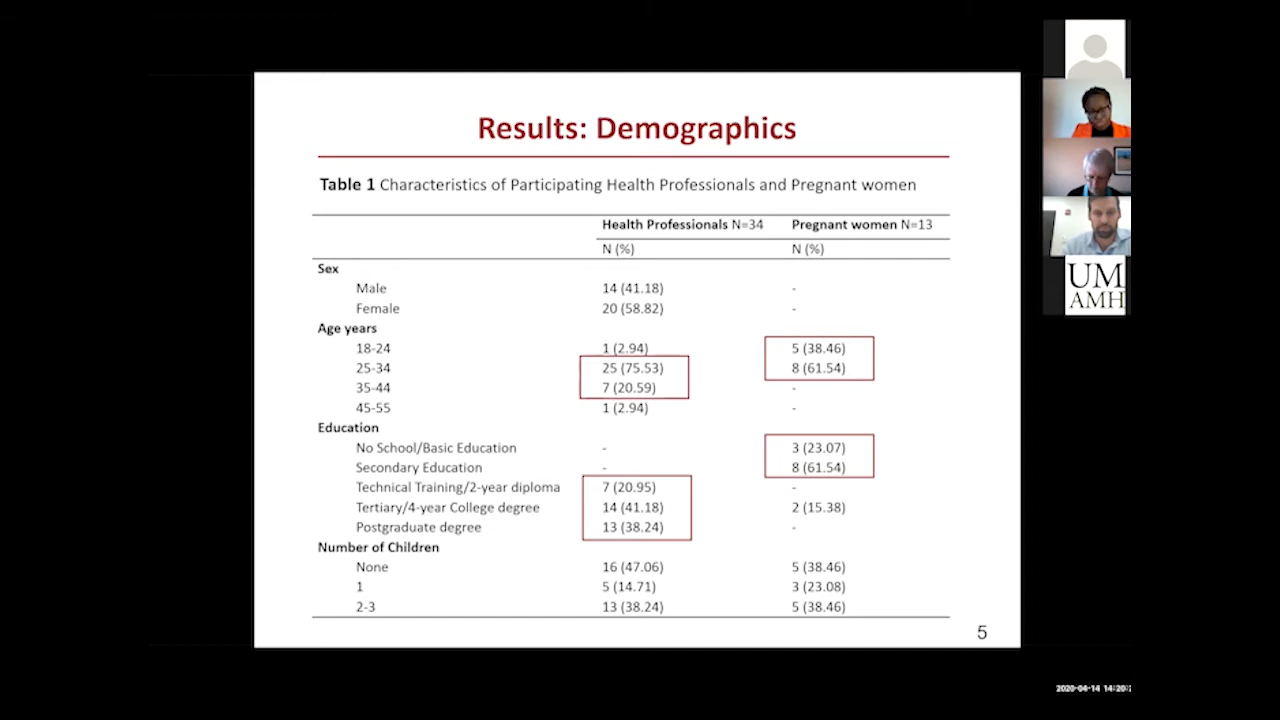 Results: Demographics
Table 1 Characteristics of Participating Health Professionals and Pregnant women
Health Professionals N=34 Pregnant women N=13
N (%) N (%)
Sex
Male 14 (41.18) -
Female 20 (58.82) -
Age years
18-24 1 (2.94) 5 (38.46)
25-34 25 (75.53) 8 (61.54)
35-44 7 (20.59) -
45-55 1 (2.94) -
Education
No School/Basic Education - 3 (23.07)
Secondary Education - 8 (61.54)
Technical Training/2-year diploma 7 (20.95) -
Tertiary/4-year College degree 14 (41.18) 2 (15.38)
Postgraduate degree 13 (38.24) -
Number of Children
None 16 (47.06) 5 (38.46)
1 5 (14.71) 3 (23.08)
2-3 13 (38.24) 5 (38.46)
5
UM
AMH
2020-04-14 14:20: